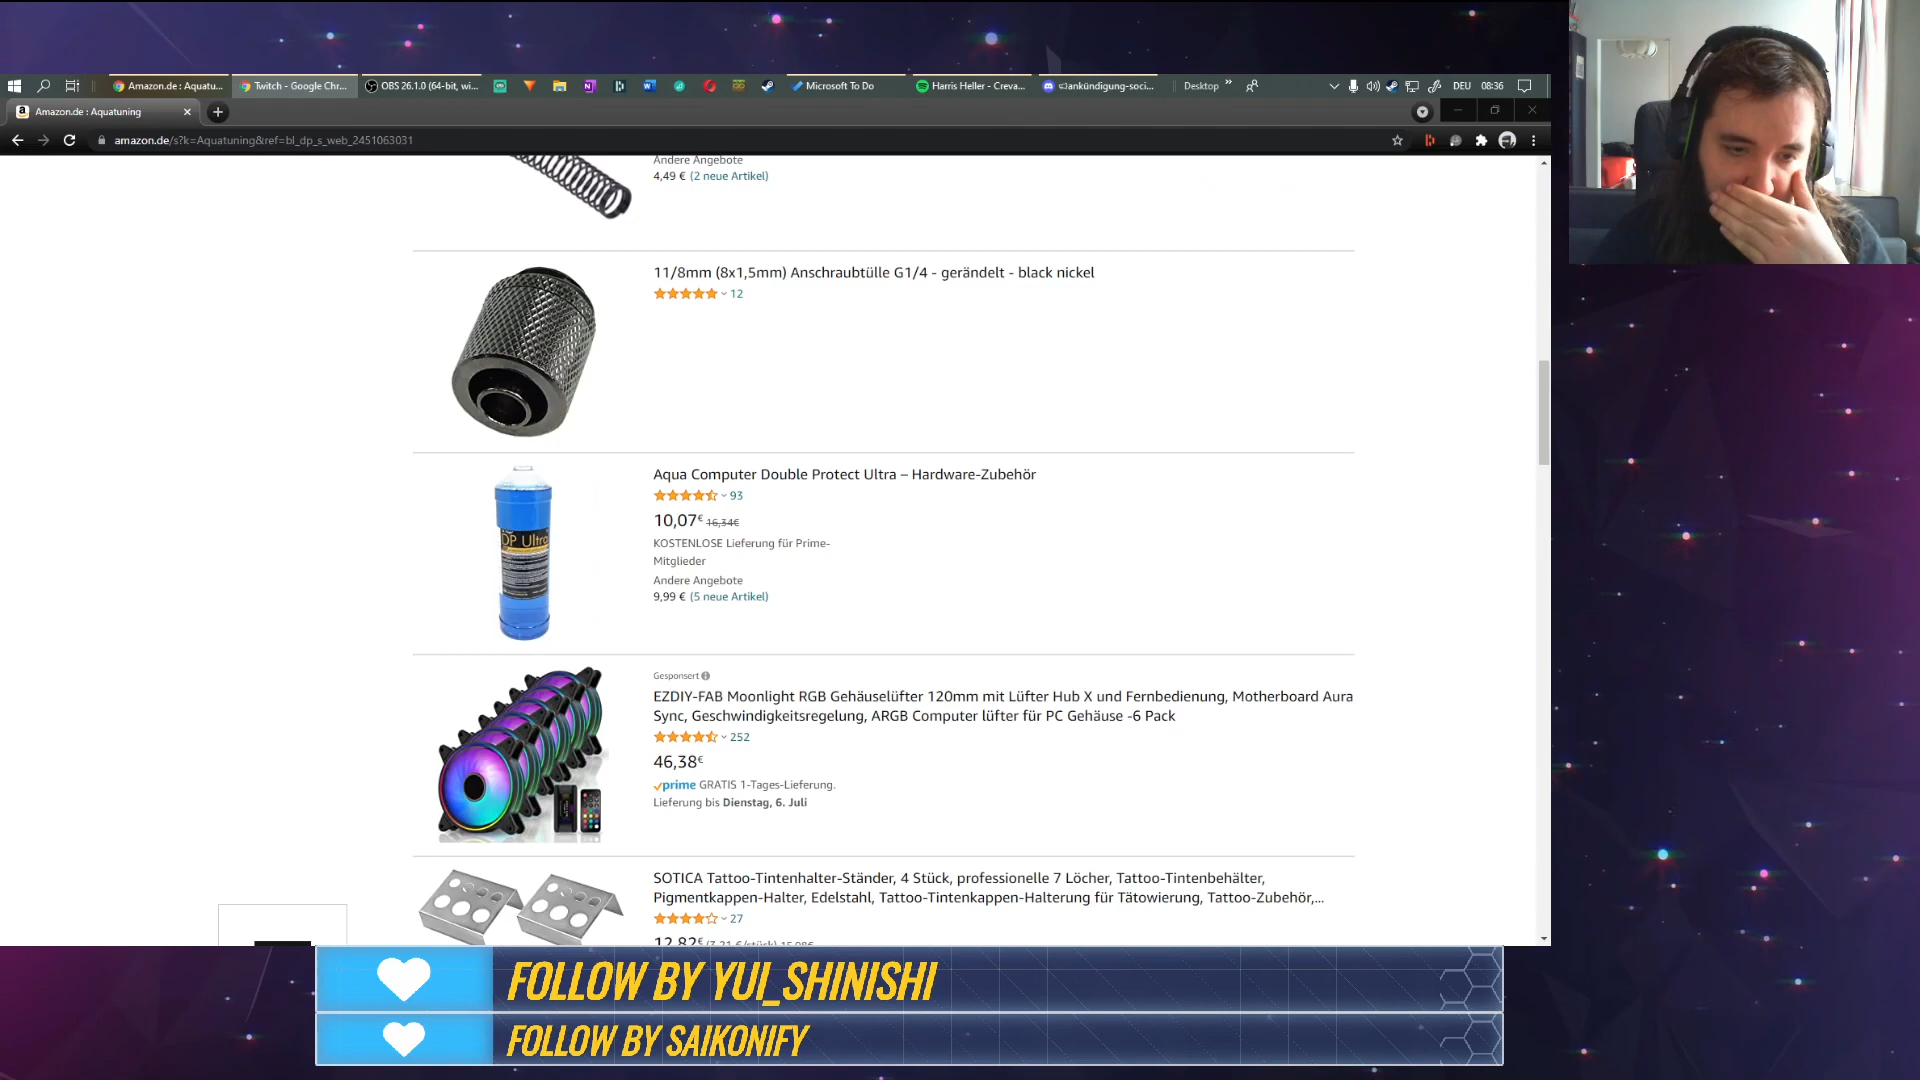 Amazon.de : Aquatu...
Twitch - Google Chr...
OBS 26.1.0 (64-bit, wi...
Microsoft To Do
Harris Heller - Creva...
ankündigung-soci...
Desktop
DEU
08:36
Amazon.de : Aquatuning
amazon.de/s?k=Aquatuning&ref=bl_dp_s_web_2451063031
Andere Angebote
4,49 € (2 neue Artikel)
11/8mm (8x1,5mm) Anschraubtülle G1/4 - gerändelt - black nickel
12
Aqua Computer Double Protect Ultra – Hardware-Zubehör
93
10,07€ 16,34€
KOSTENLOSE Lieferung für Prime-
Mitglieder
Andere Angebote
9,99 € (5 neue Artikel)
DP Ultra
Gesponsert
EZDIY-FAB Moonlight RGB Gehäuselüfter 120mm mit Lüfter Hub X und Fernbedienung, Motherboard Aura
Sync, Geschwindigkeitsregelung, ARGB Computer lüfter für PC Gehäuse -6 Pack
252
46,38€
prime GRATIS 1-Tages-Lieferung.
Lieferung bis Dienstag, 6. Juli
SOTICA Tattoo-Tintenhalter-Ständer, 4 Stück, professionelle 7 Löcher, Tattoo-Tintenbehälter,
Pigmentkappen-Halter, Edelstahl, Tattoo-Tintenkappen-Halterung für Tätowierung, Tattoo-Zubehör,...
27
12,82€ (3,21 €/stück) 15,08€
FOLLOW BY YUI_SHINISHI
FOLLOW BY SAIKONIFY